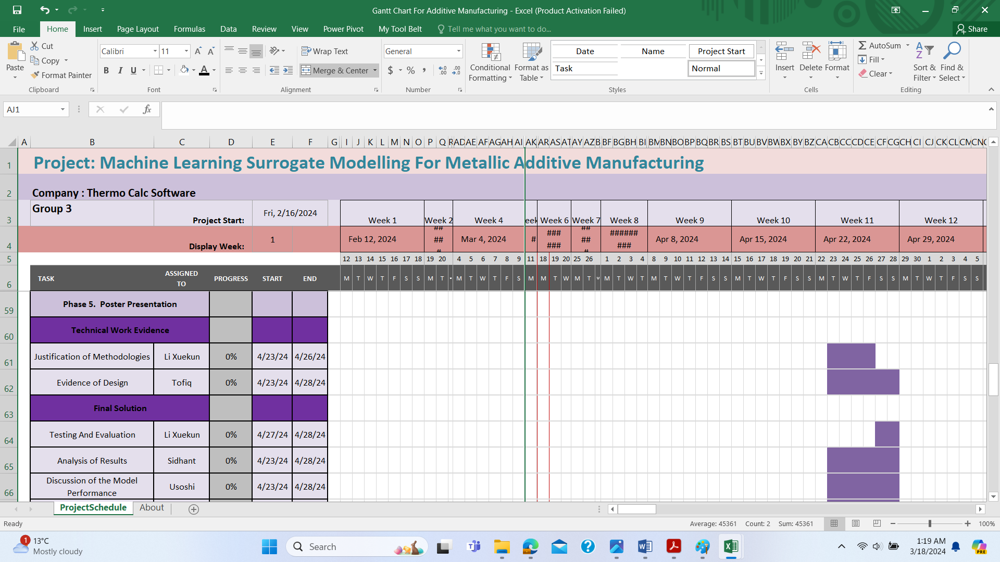 Gantt Chart For Additive Manufacturing - Excel (Product Activation Failed)
File Home Insert Page Layout Formulas Data Review View Power Pivot My Tool Belt Tell me what you want to do... Share
Paste
Cut
Copy
Format Painter
Clipboard
Calibri 11
B I U
Font
Wrap Text
Merge & Center
Alignment
General
$ % ,
Number
Conditional Formatting
Format as Table
Date Name Project Start
Task Normal
Styles
Insert Delete Format
Cells
AutoSum
Fill
Clear
Sort & Filter
Find & Select
Editing
AJ1
fx
A B C D E F G I J K L M N O P Q R AD AE AF AG AH AI AK AR AS AT AY AZ B BF BG BH BI BM BN BO BP BQ BR BS BT BU BV BW BX BY BZ CA CB CC CD CE CF CG CH CI CJ CK CL CM CN
1 Project: Machine Learning Surrogate Modelling For Metallic Additive Manufacturing
2 Company : Thermo Calc Software
3 Group 3 Project Start: Fri, 2/16/2024 Week 1 Week 2 Week 4 eek Week 6 Week 7 Week 8 Week 9 Week 10 Week 11 Week 12
4 Display Week: 1 Feb 12, 2024 ## ## # Mar 4, 2024 # ### ### ## ## # ###### ### Apr 8, 2024 Apr 15, 2024 Apr 22, 2024 Apr 29, 2024
5 12 13 14 15 16 17 18 19 20 4 5 6 7 8 9 11 18 19 20 25 26 1 2 3 4 8 9 10 11 12 13 14 15 16 17 18 19 20 21 22 23 24 25 26 27 28 29 30 1 2 3 4 5
6 TASK ASSIGNED TO PROGRESS START END M T W T F S S M T M T W T F S M M T W M T W M T W T M T W T F S S M T W T F S S M T W T F S S M T W T F S S
59 Phase 5. Poster Presentation
60 Technical Work Evidence
61 Justification of Methodologies Li Xuekun 0% 4/23/24 4/26/24
62 Evidence of Design Tofiq 0% 4/23/24 4/28/24
63 Final Solution
64 Testing And Evaluation Li Xuekun 0% 4/27/24 4/28/24
65 Analysis of Results Sidhant 0% 4/23/24 4/28/24
66 Discussion of the Model Performance Usoshi 0% 4/23/24 4/28/24
ProjectSchedule About
Ready Average: 45361 Count: 2 Sum: 45361 100%
1 13°C
Mostly cloudy
Search
PRE
1:19 AM
3/18/2024